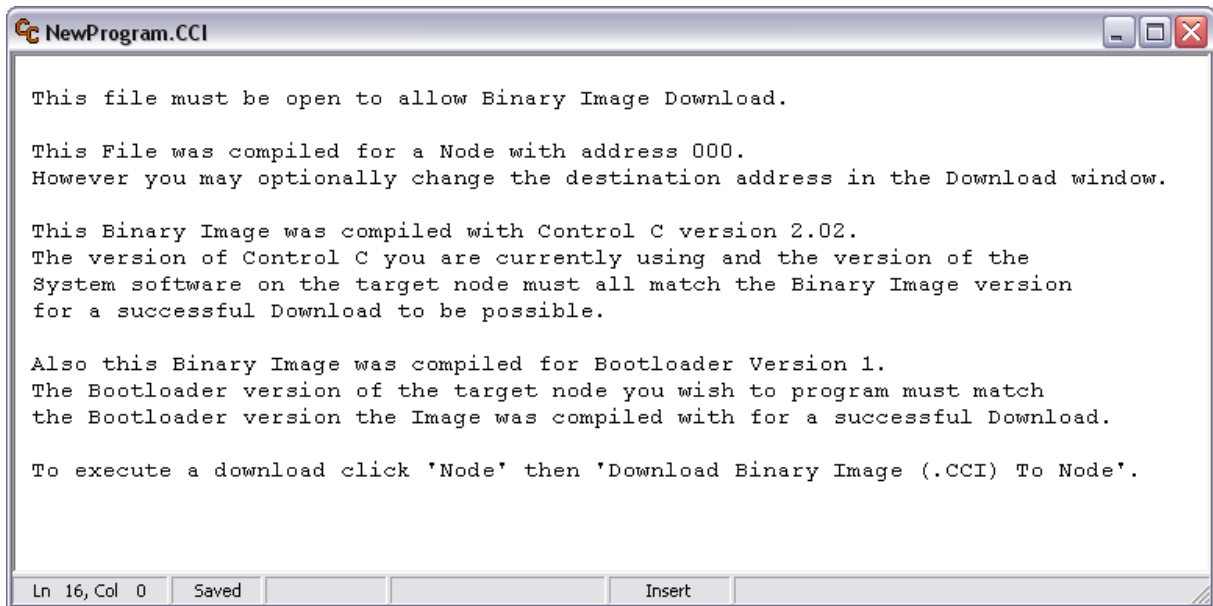 CC NewProgram.CCI
This file must be open to allow Binary Image Download.
This File was compiled for a Node with address 000.
However you may optionally change the destination address in the Download window.
This Binary Image was compiled with Control C version 2.02.
The version of Control C you are currently using and the version of the
System software on the target node must all match the Binary Image version
for a successful Download to be possible.
Also this Binary Image was compiled for Bootloader Version 1.
The Bootloader version of the target node you wish to program must match
the Bootloader version the Image was compiled with for a successful Download.
To execute a download click 'Node' then 'Download Binary Image (.CCI) To Node'.
Ln 16, Col 0 Saved Insert